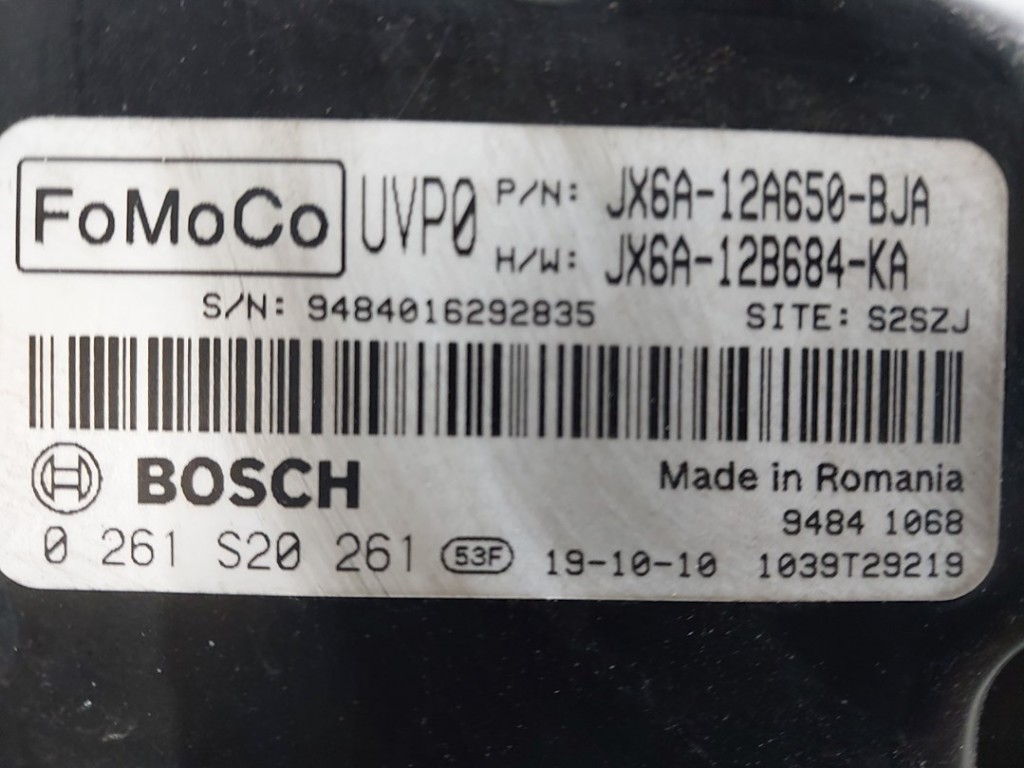 FoMoCo UVP0 P/N: JX6A-12A650-BJA
H/W: JX6A-12B684-KA
S/N: 9484016292835 SITE: S2SZJ
BOSCH Made in Romania
9484 1068
0 261 S20 261 53F 19-10-10 1039T29219